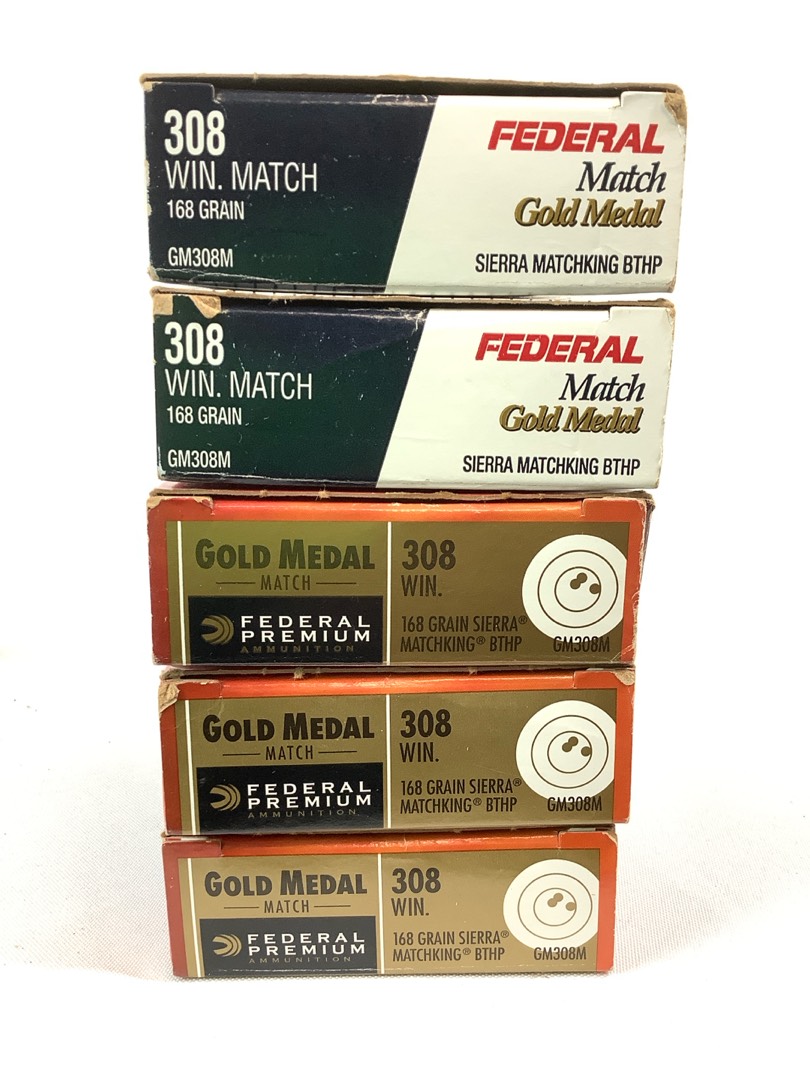 308
WIN. MATCH
168 GRAIN
GM308M
FEDERAL
Match
Gold Medal
SIERRA MATCHKING BTHP
308
WIN. MATCH
168 GRAIN
GM308M
FEDERAL
Match
Gold Medal
SIERRA MATCHKING BTHP
GOLD MEDAL
MATCH
FEDERAL
PREMIUM
AMMUNITION
308
WIN.
168 GRAIN SIERRA®
MATCHKING® BTHP
GM308M
GOLD MEDAL
MATCH
FEDERAL
PREMIUM
AMMUNITION
308
WIN.
168 GRAIN SIERRA®
MATCHKING® BTHP
GM308M
GOLD MEDAL
MATCH
FEDERAL
PREMIUM
AMMUNITION
308
WIN.
168 GRAIN SIERRA®
MATCHKING® BTHP
GM308M